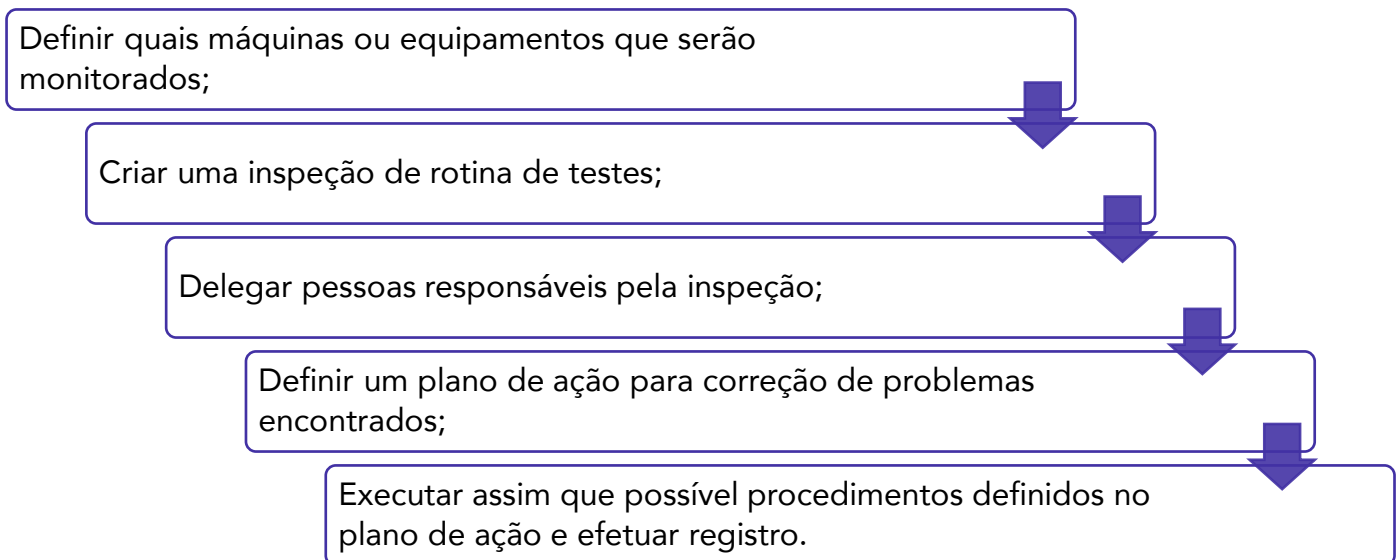 Definir quais máquinas ou equipamentos que serão
monitorados;
Criar uma inspeção de rotina de testes;
Delegar pessoas responsáveis pela inspeção;
Definir um plano de ação para correção de problemas
encontrados;
Executar assim que possível procedimentos definidos no
plano de ação e efetuar registro.